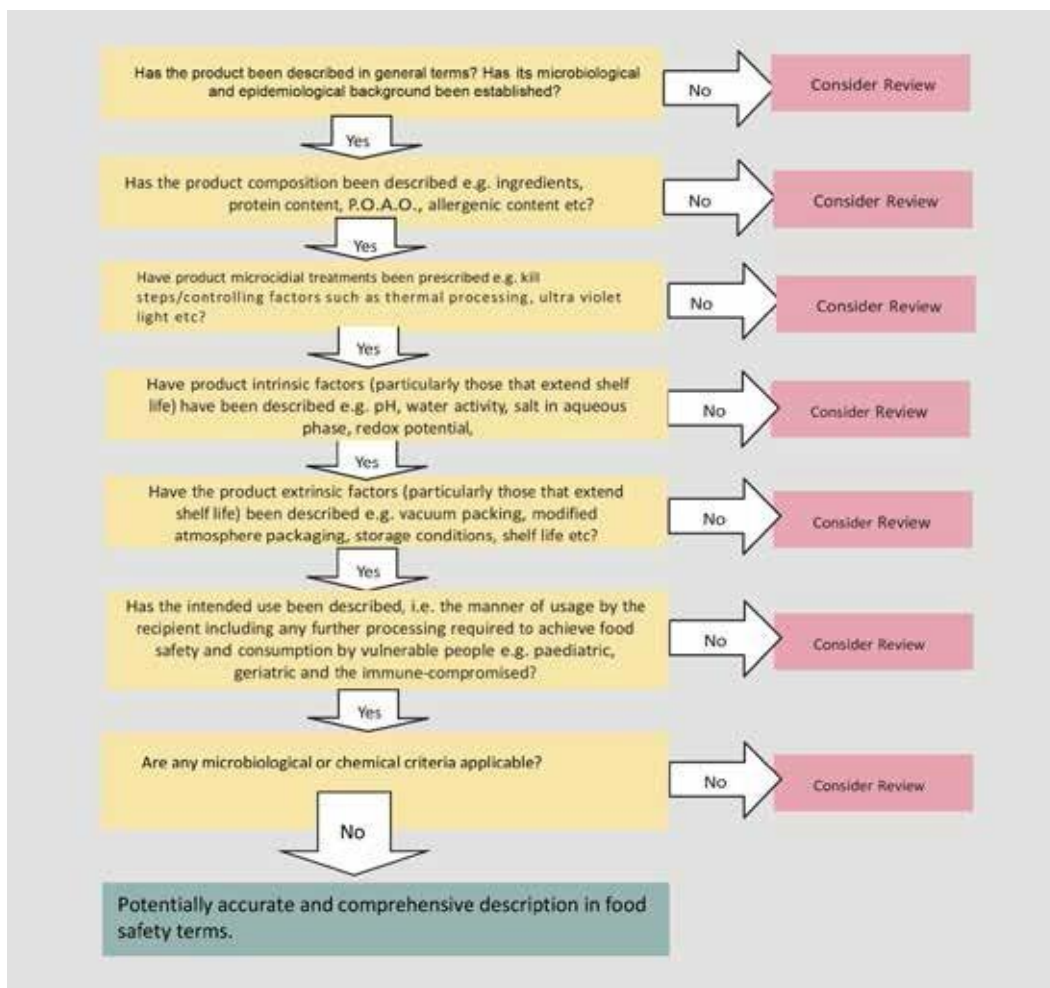 Has the product been described in general terms? Has its microbiological
and epidemiological background been established?
No
Consider Review
Yes
Has the product composition been described e.g. ingredients,
protein content, P.O.A.O., allergenic content etc?
No
Consider Review
Yes
Have product microcidial treatments been prescribed e.g. kill
steps/controlling factors such as thermal processing, ultra violet
light etc?
No
Consider Review
Yes
Have product intrinsic factors (particularly those that extend shelf
life) have been described e.g. pH, water activity, salt in aqueous
phase, redox potential,
No
Consider Review
Yes
Have the product extrinsic factors (particularly those that extend
shelf life) been described e.g. vacuum packing, modified
atmosphere packaging, storage conditions, shelf life etc?
No
Consider Review
Yes
Has the intended use been described, i.e. the manner of usage by the
recipient including any further processing required to achieve food
safety and consumption by vulnerable people e.g. paediatric,
geriatric and the immune-compromised?
No
Consider Review
Yes
Are any microbiological or chemical criteria applicable?
No
Consider Review
No
Potentially accurate and comprehensive description in food
safety terms.